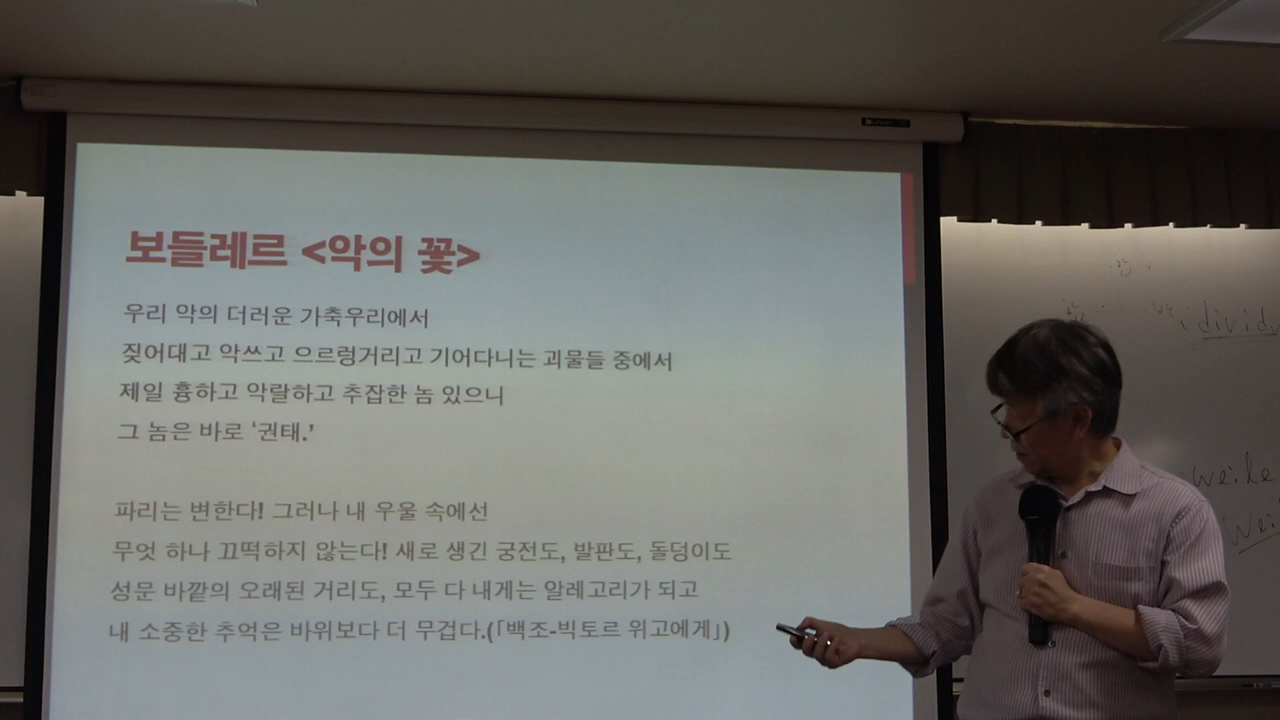 보들레르 <악의 꽃>
우리 악의 더러운 가축우리에서
짖어대고 악쓰고 으르렁거리고 기어다니는 괴물들 중에서
제일 흉하고 악랄하고 추잡한 놈 있으니
그 놈은 바로 ‘권태.’
파리는 변한다! 그러나 내 우울 속에선
무엇 하나 끄떡하지 않는다! 새로 생긴 궁전도, 발판도, 돌덩이도
성문 바깥의 오래된 거리도, 모두 다 내게는 알레고리가 되고
내 소중한 추억은 바위보다 더 무겁다.(「백조-빅토르 위고에게」)